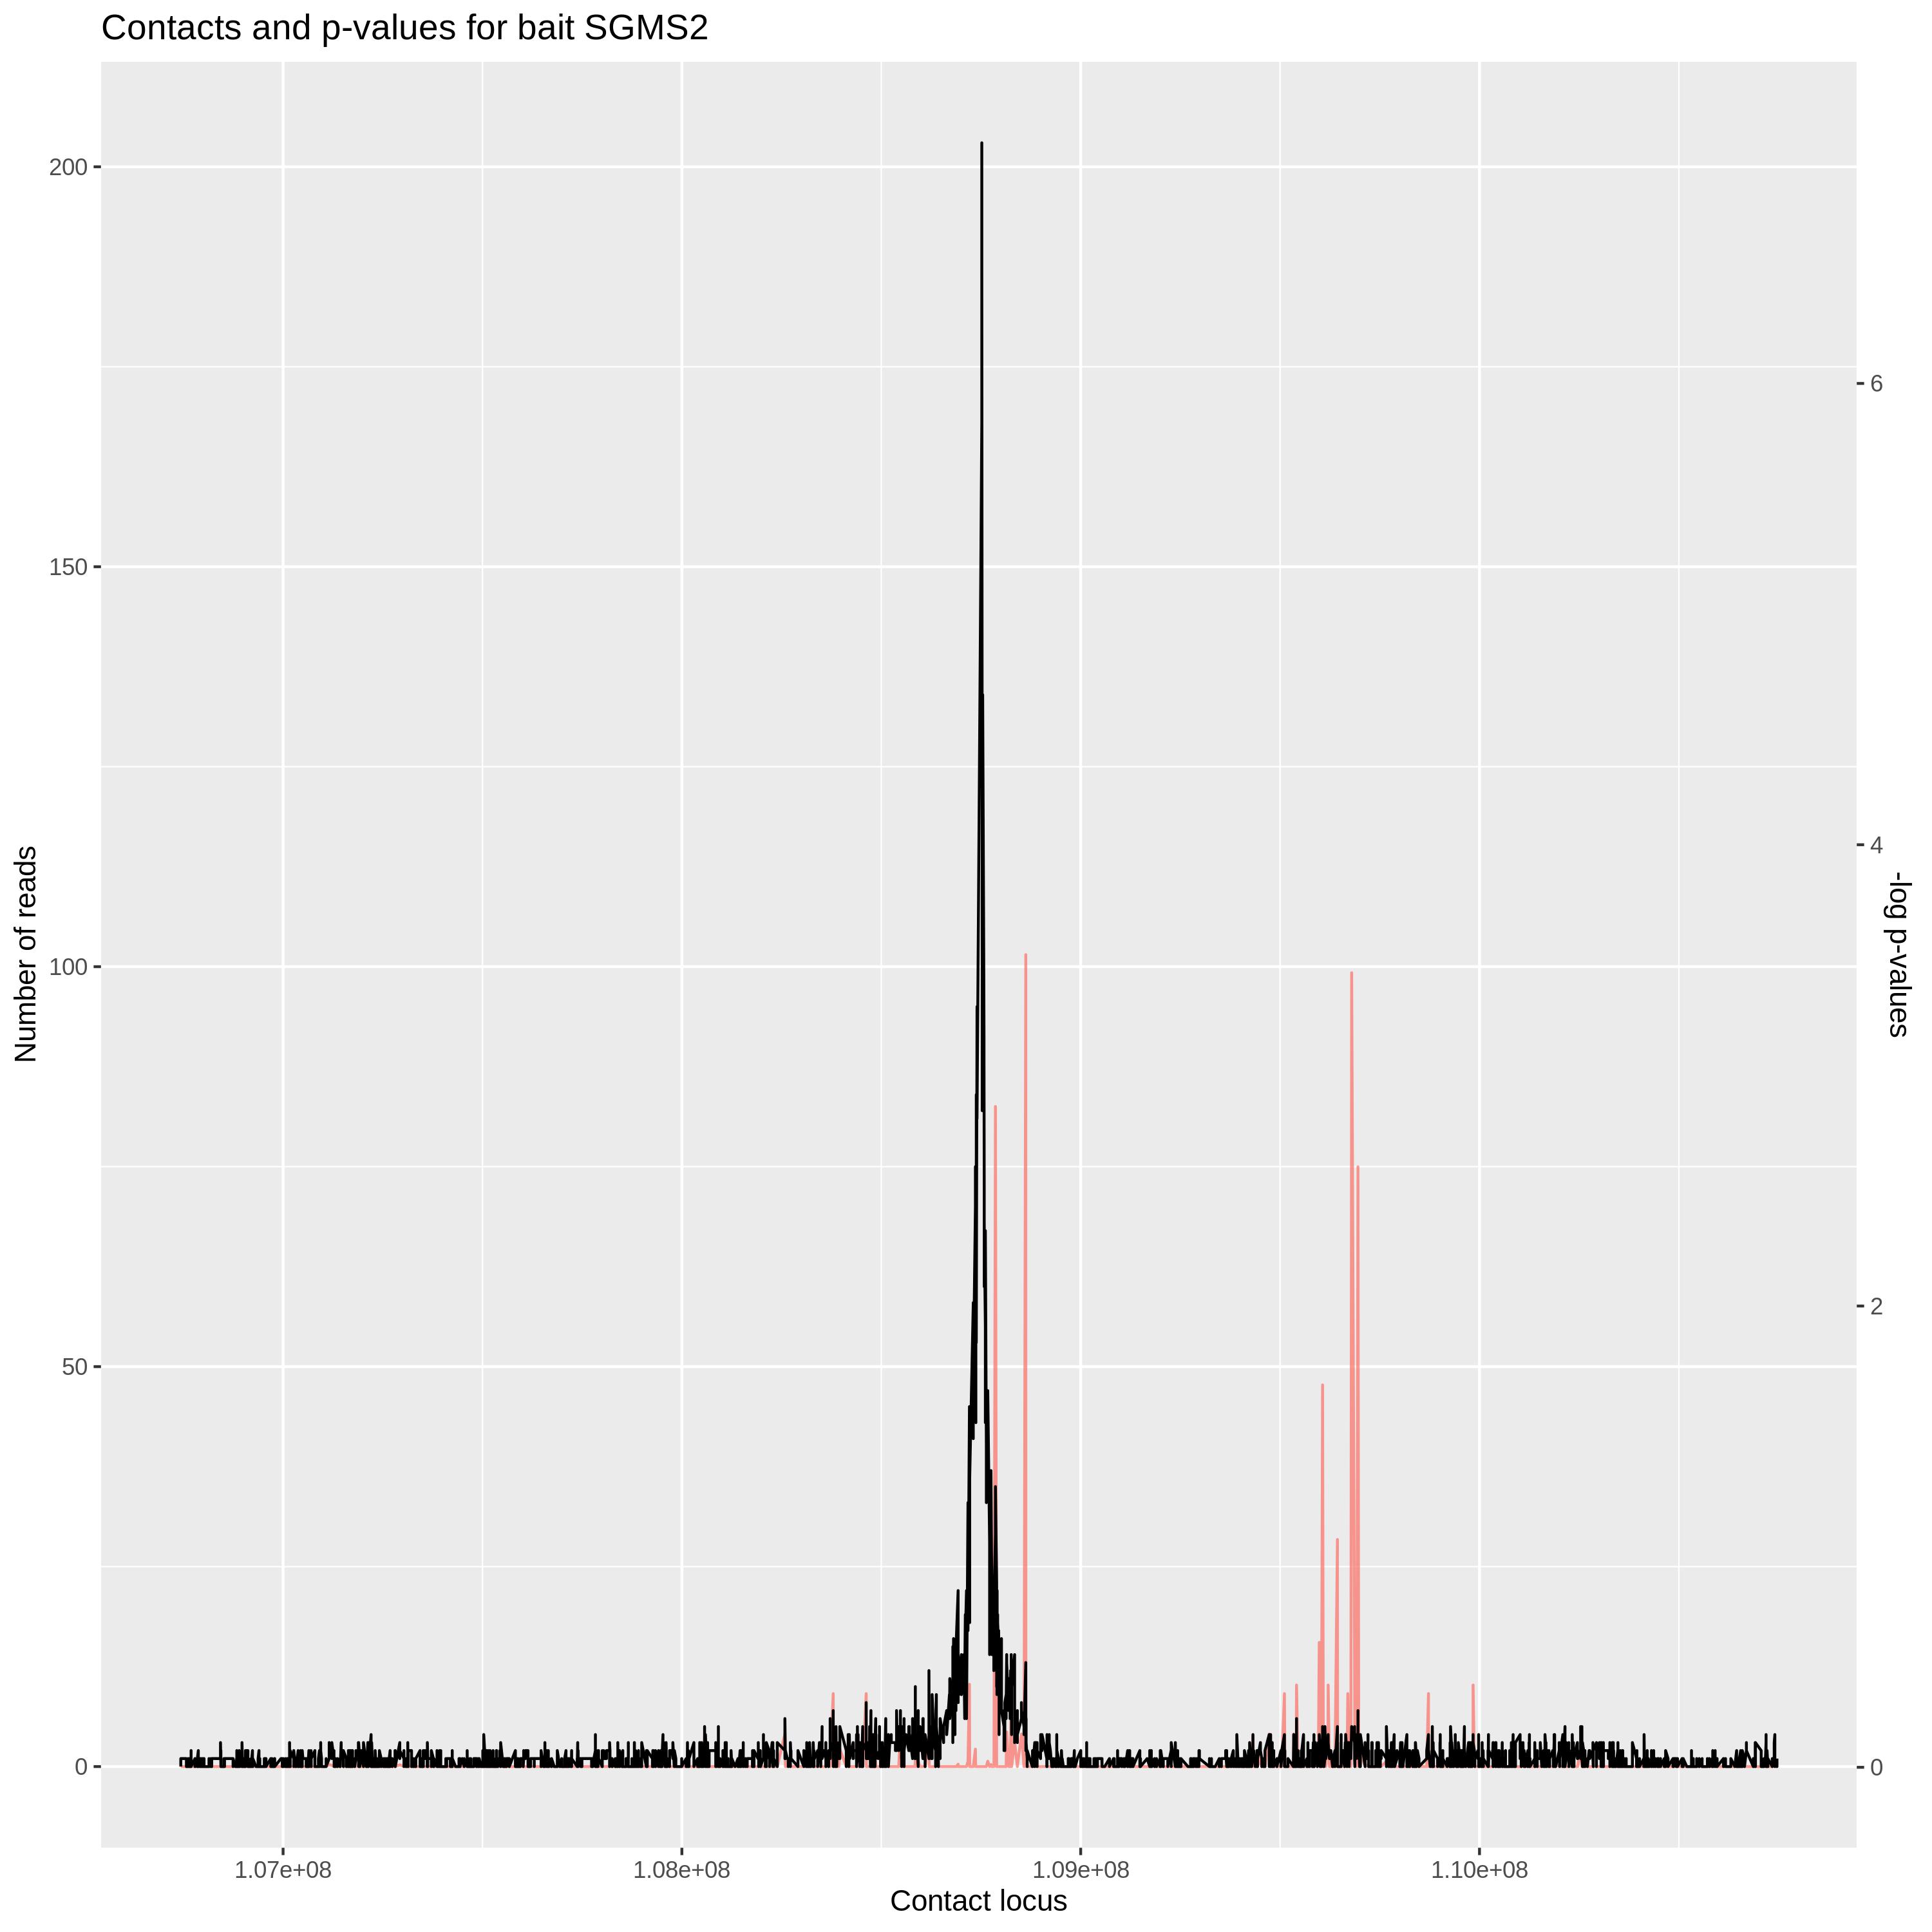 Contacts and p-values for bait SGMS2
200
150
100
50
0
Number of reads
6
4
2
0
-log p-values
1.07e+08
1.08e+08
1.09e+08
1.10e+08
Contact locus